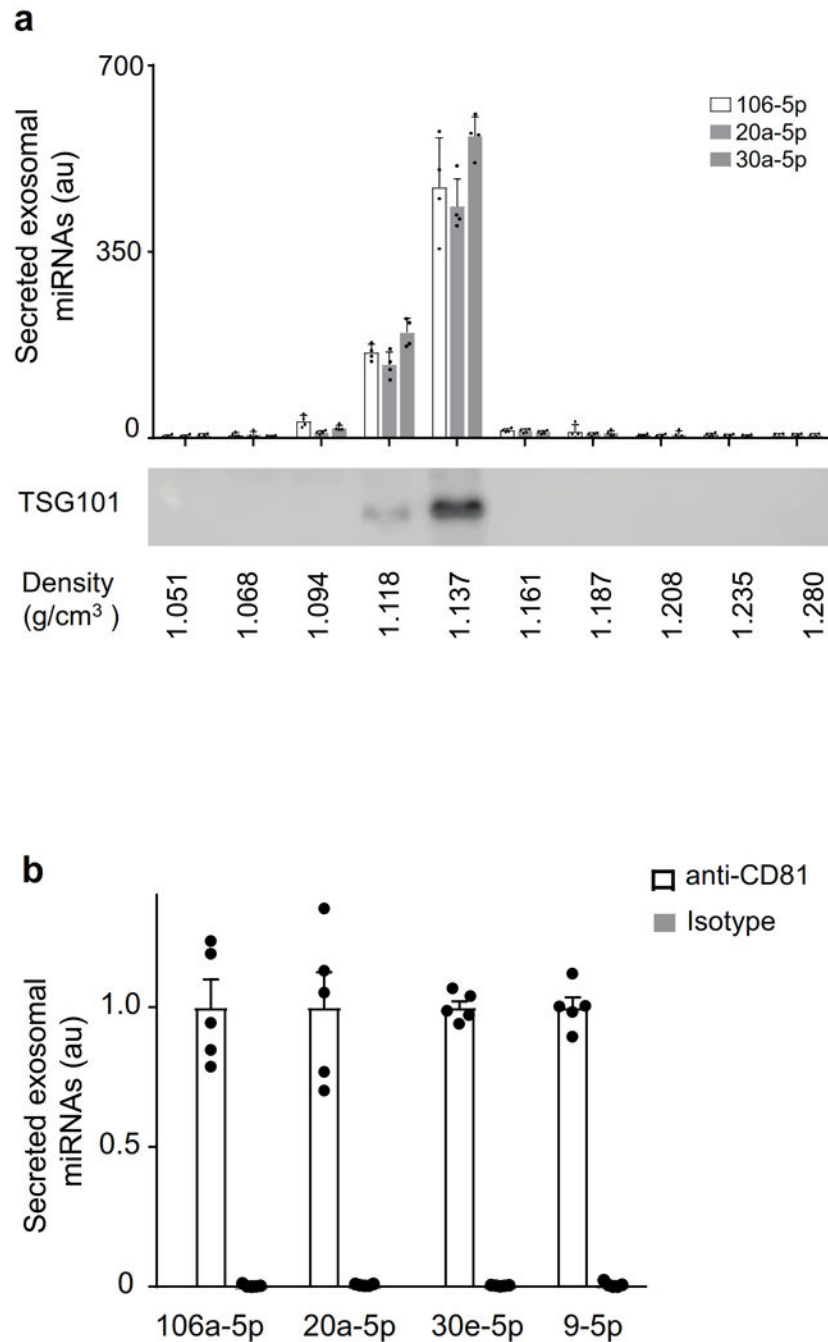 a
700
350
0
Secreted exosomal
miRNAs (au)
106-5p
20a-5p
30a-5p
TSG101
Density
(g/cm³ )
1.051
1.068
1.094
1.118
1.137
1.161
1.187
1.208
1.235
1.280
b
anti-CD81
Isotype
Secreted exosomal
miRNAs (au)
1.0
0.5
0
106a-5p 20a-5p 30e-5p 9-5p